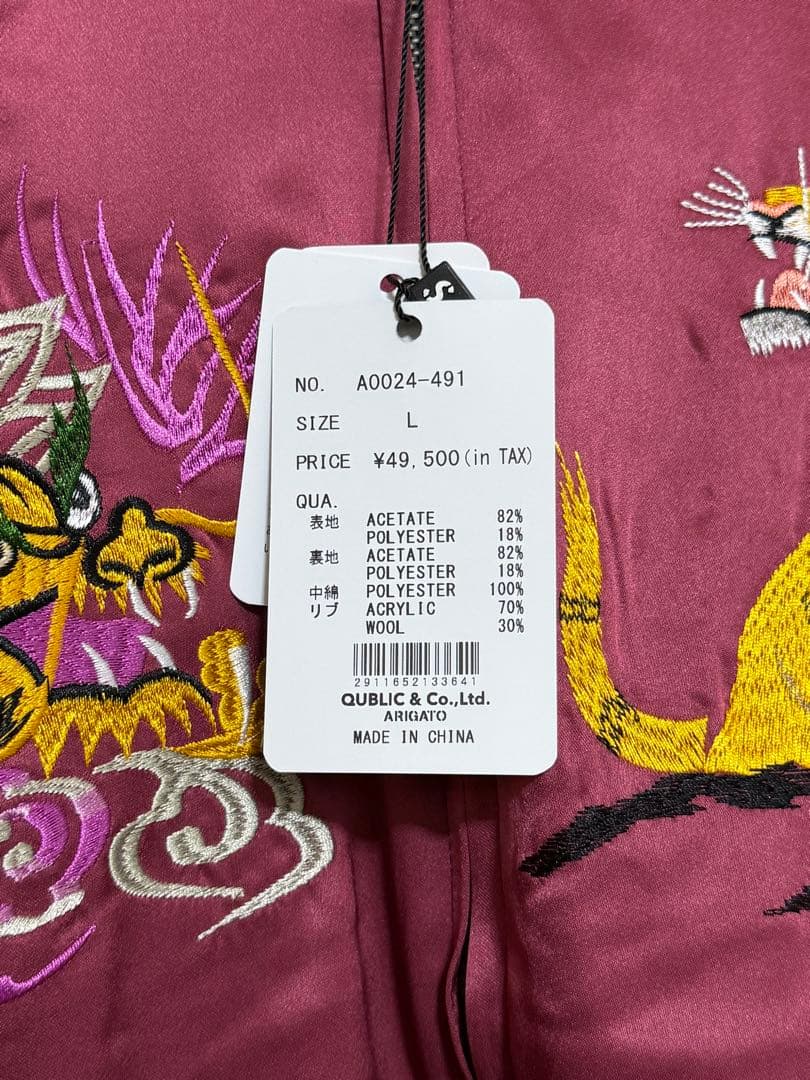 NO. A0024-491
SIZE L
PRICE ¥49,500(in TAX)
QUA.
表地 ACETATE 82%
POLYESTER 18%
裏地 ACETATE 82%
POLYESTER 18%
中綿 POLYESTER 100%
リブ ACRYLIC 70%
WOOL 30%
2911652133641
QUBLIC & Co.,Ltd.
ARIGATO
MADE IN CHINA